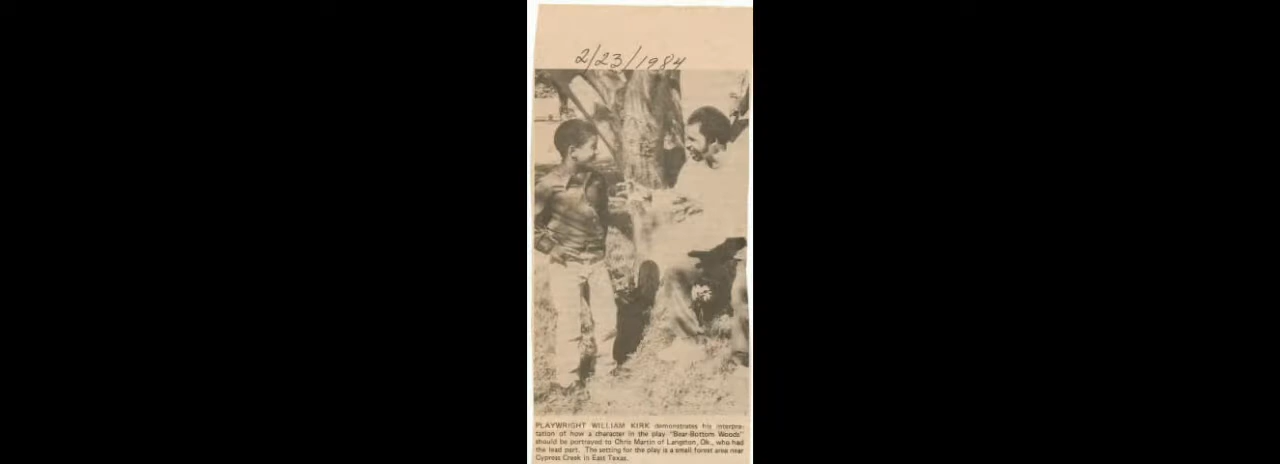 2/23/1984
PLAYWRIGHT WILLIAM KIRK demonstrates his interpre-
tation of how a character in the play "Bear-Bottom Woods"
should be portrayed to Chris Martin of Langston, Ok., who had
the lead part. The setting for the play is a small forest area near
Cypress Creek in East Texas.